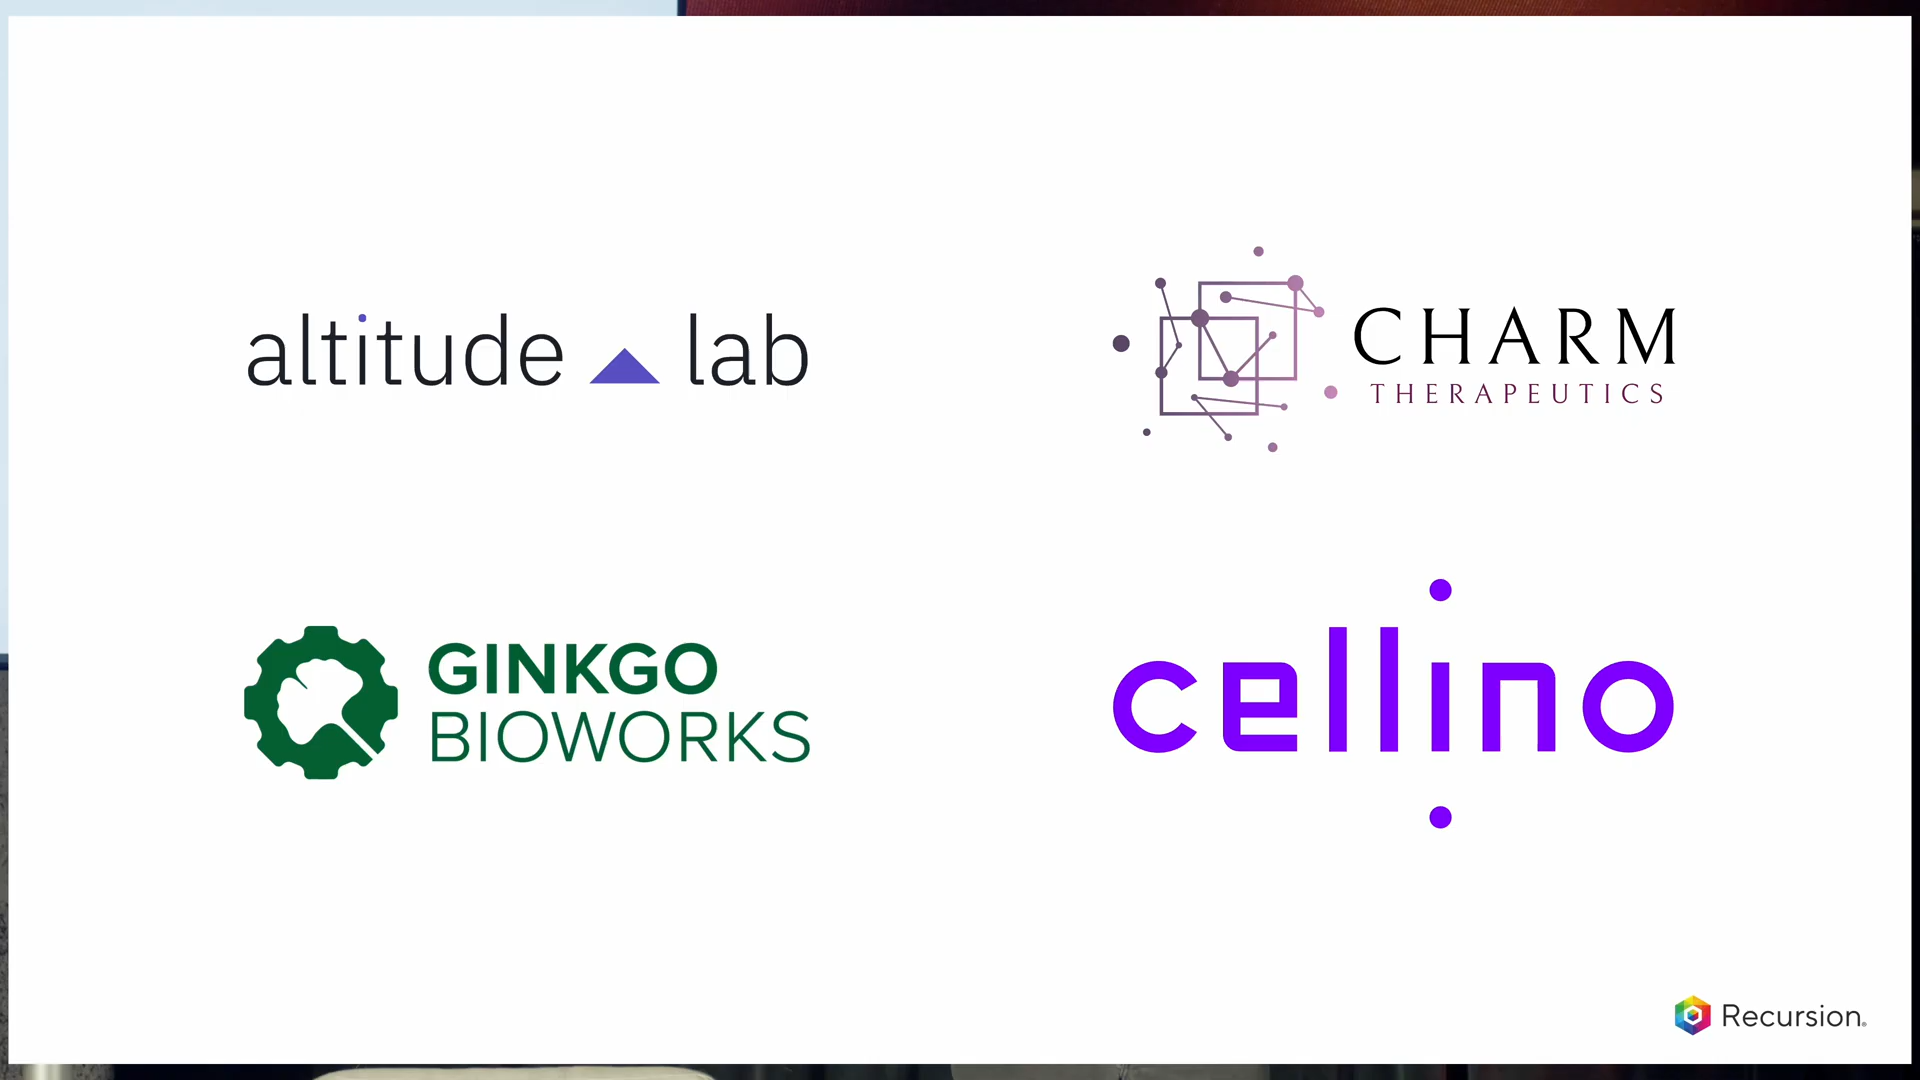 altitude lab
CHARM
THERAPEUTICS
GINKGO
BIOWORKS
cellino
Recursion®